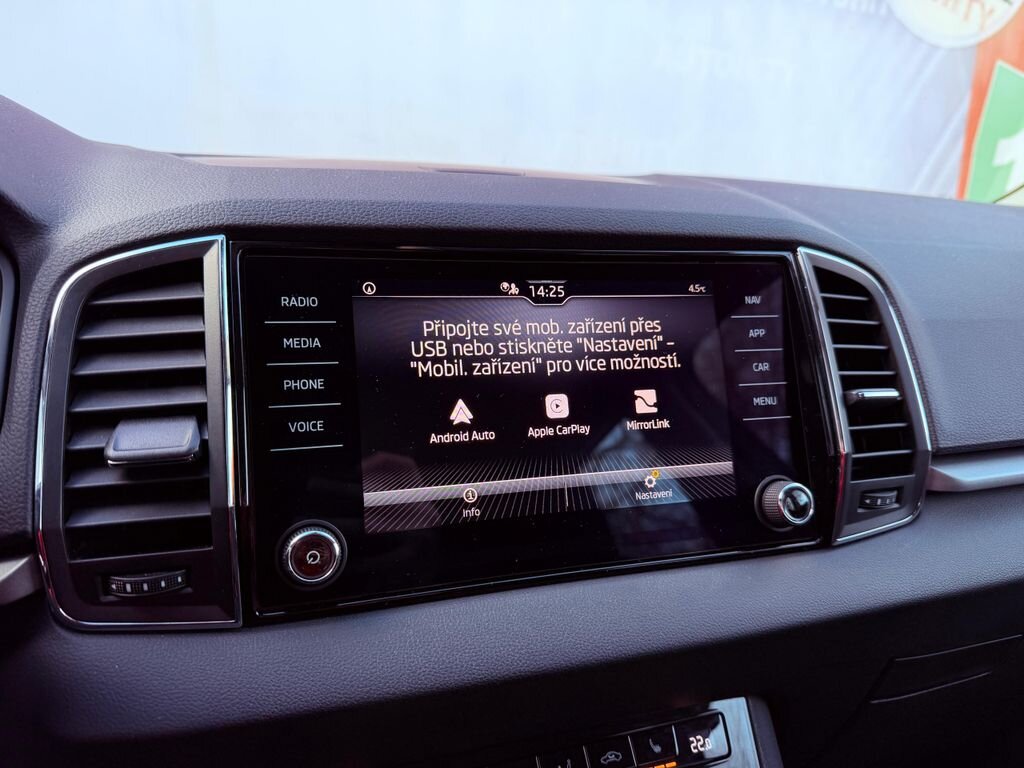 14:25
4.5°C
RADIO
MEDIA
PHONE
VOICE
Připojte své mob. zařízení přes
USB nebo stiskněte "Nastavení" -
"Mobil. zařízení" pro více možností.
Android Auto
Apple CarPlay
MirrorLink
Info
Nastavení
NAV
APP
CAR
MENU
22.0